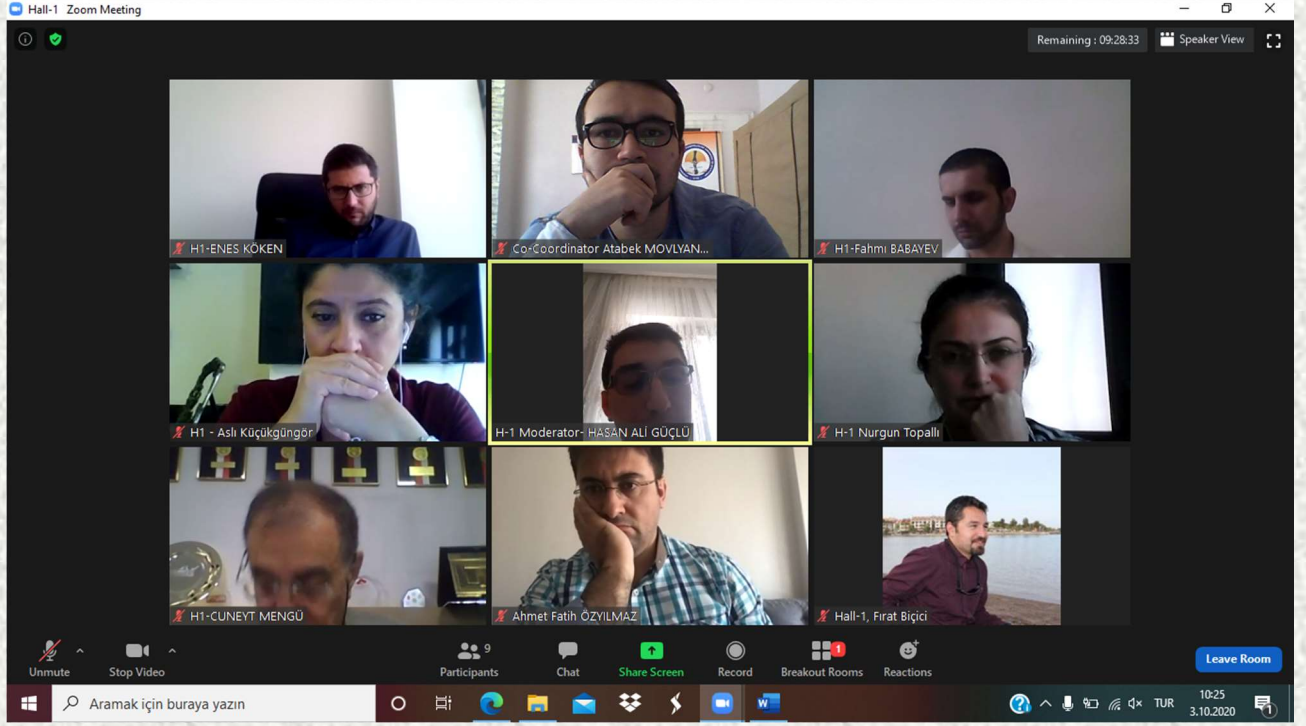 Hall-1 Zoom Meeting
Remaining : 09:28:33
Speaker View
H1-ENES KÖKEN
Co-Coordinator Atabek MOVLYAN...
H1-Fahmı BABAYEV
H1 - Aslı Küçükgüngör
H-1 Moderator- HASAN ALİ GÜÇLÜ
H-1 Nurgun Topallı
H1-CUNEYT MENGÜ
Ahmet Fatih ÖZYILMAZ
Hall-1, Fırat Biçici
Unmute
Stop Video
Participants
9
Chat
Share Screen
Record
Breakout Rooms
1
Reactions
Leave Room
Aramak için buraya yazın
TUR
10:25
3.10.2020
1